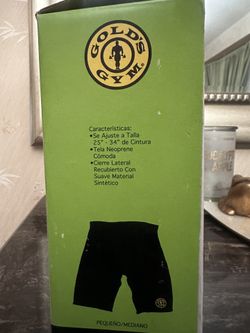 GOLD'S
GYM
Características:
•Se Ajuste a Talla
25" - 34" de Cintura
•Tela Neoprene
Cómoda
•Cierre Lateral
Recubierto Con
Suave Material
Sintético
PEQUEÑO/MEDIANO